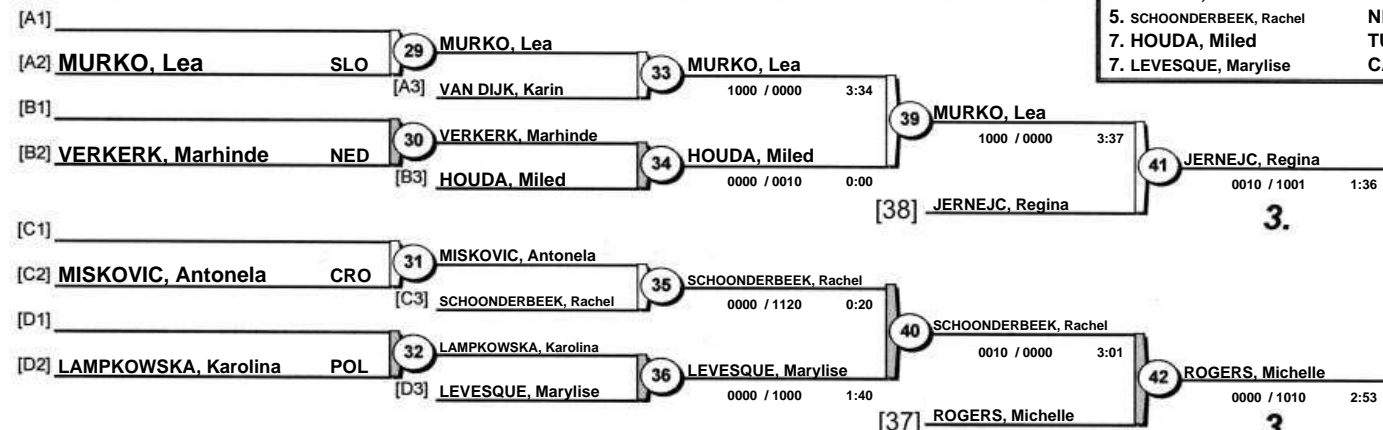 5. SCHOONDERBEEK, Rachel
7. HOUDA, Miled
7. LEVESQUE, Marylise
[A1]
[A2] MURKO, Lea SLO
29
MURKO, Lea
[A3] VAN DIJK, Karin
33
MURKO, Lea
1000 / 0000 3:34
[B1]
[B2] VERKERK, Marhinde NED
30
VERKERK, Marhinde
[B3] HOUDA, Miled
34
HOUDA, Miled
0000 / 0010 0:00
39
MURKO, Lea
1000 / 0000 3:37
[38] JERNEJC, Regina
41
JERNEJC, Regina
0010 / 1001 1:36
3.
[C1]
[C2] MISKOVIC, Antonela CRO
31
MISKOVIC, Antonela
[C3] SCHOONDERBEEK, Rachel
35
SCHOONDERBEEK, Rachel
0000 / 1120 0:20
[D1]
[D2] LAMPKOWSKA, Karolina POL
32
LAMPKOWSKA, Karolina
[D3] LEVESQUE, Marylise
36
LEVESQUE, Marylise
0000 / 1000 1:40
40
SCHOONDERBEEK, Rachel
0010 / 0000 3:01
[37] ROGERS, Michelle
42
ROGERS, Michelle
0000 / 1010 2:53
3